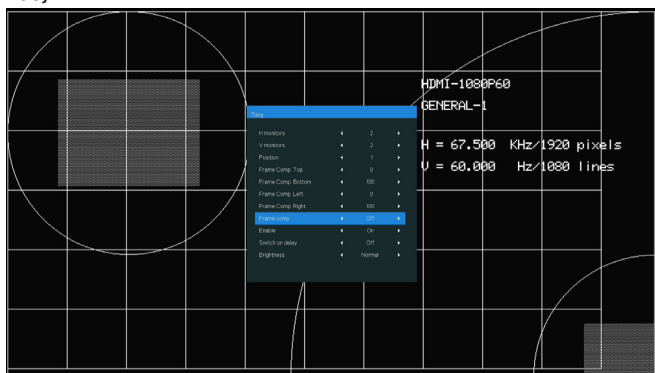 HDMI-1080P60
GENERAL-1
H = 67.500 KHz/1920 pixels
V = 60.000 Hz/1080 lines
Tiling
H monitors 2
V monitors 2
Position 1
Frame Comp. Top 0
Frame Comp. Bottom 100
Frame Comp. Left 0
Frame Comp. Right 100
Frame comp. Off
Enable On
Switch on delay Off
Brightness Normal